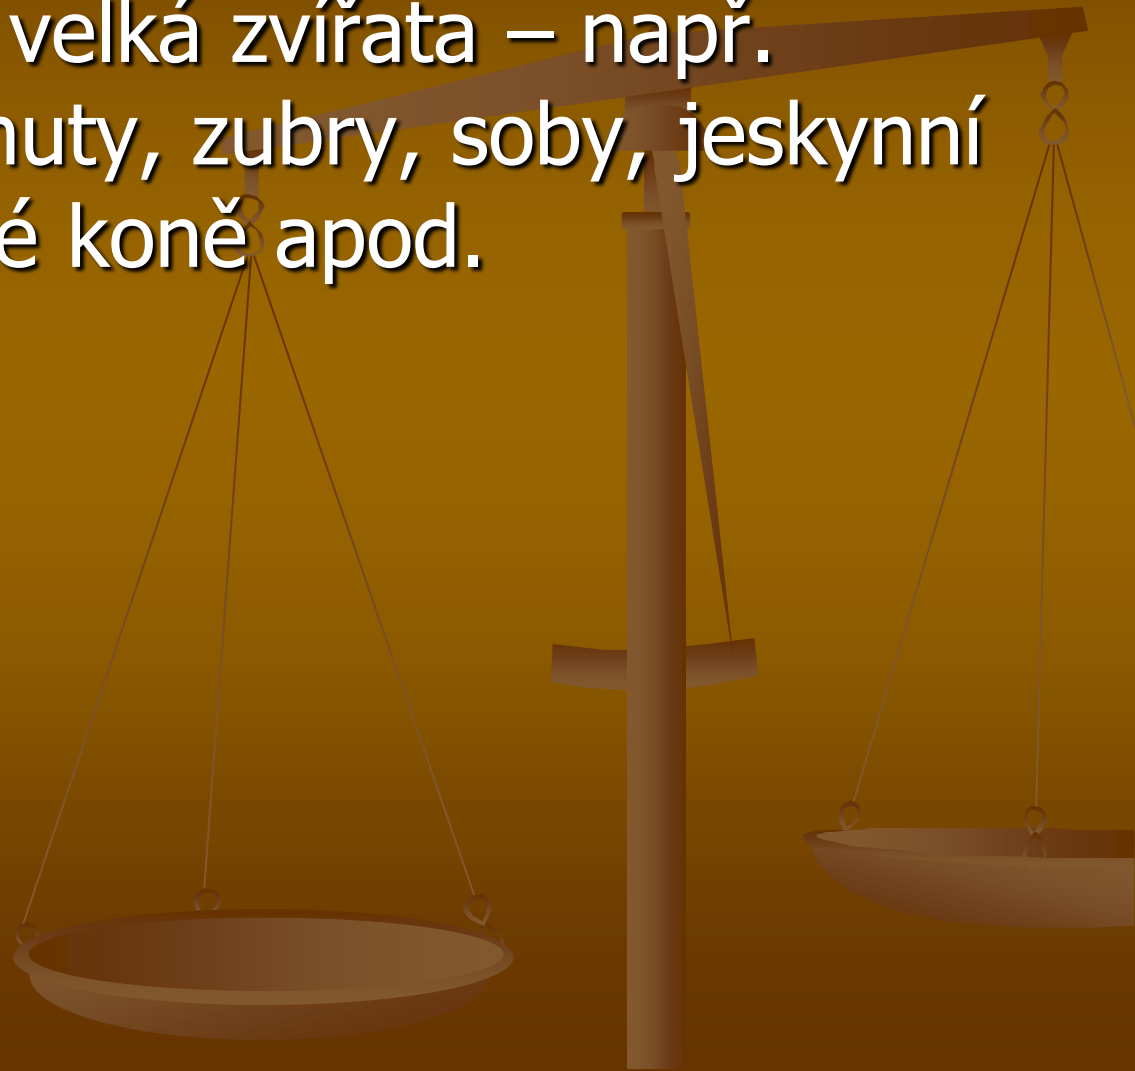 velká zvířata – např.
nuty, zubry, soby, jeskynní
é koně apod.